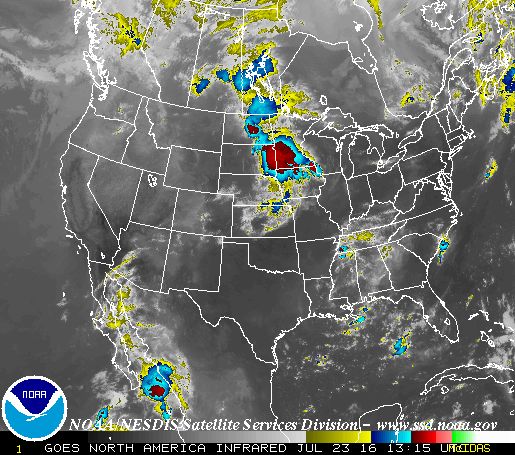 NOAA
NOAA/NESDIS Satellite Services Division - www.ssd.noaa.gov
1 GOES NORTH AMERICA INFRARED JUL 23 16 13:15 UTC McIDAS